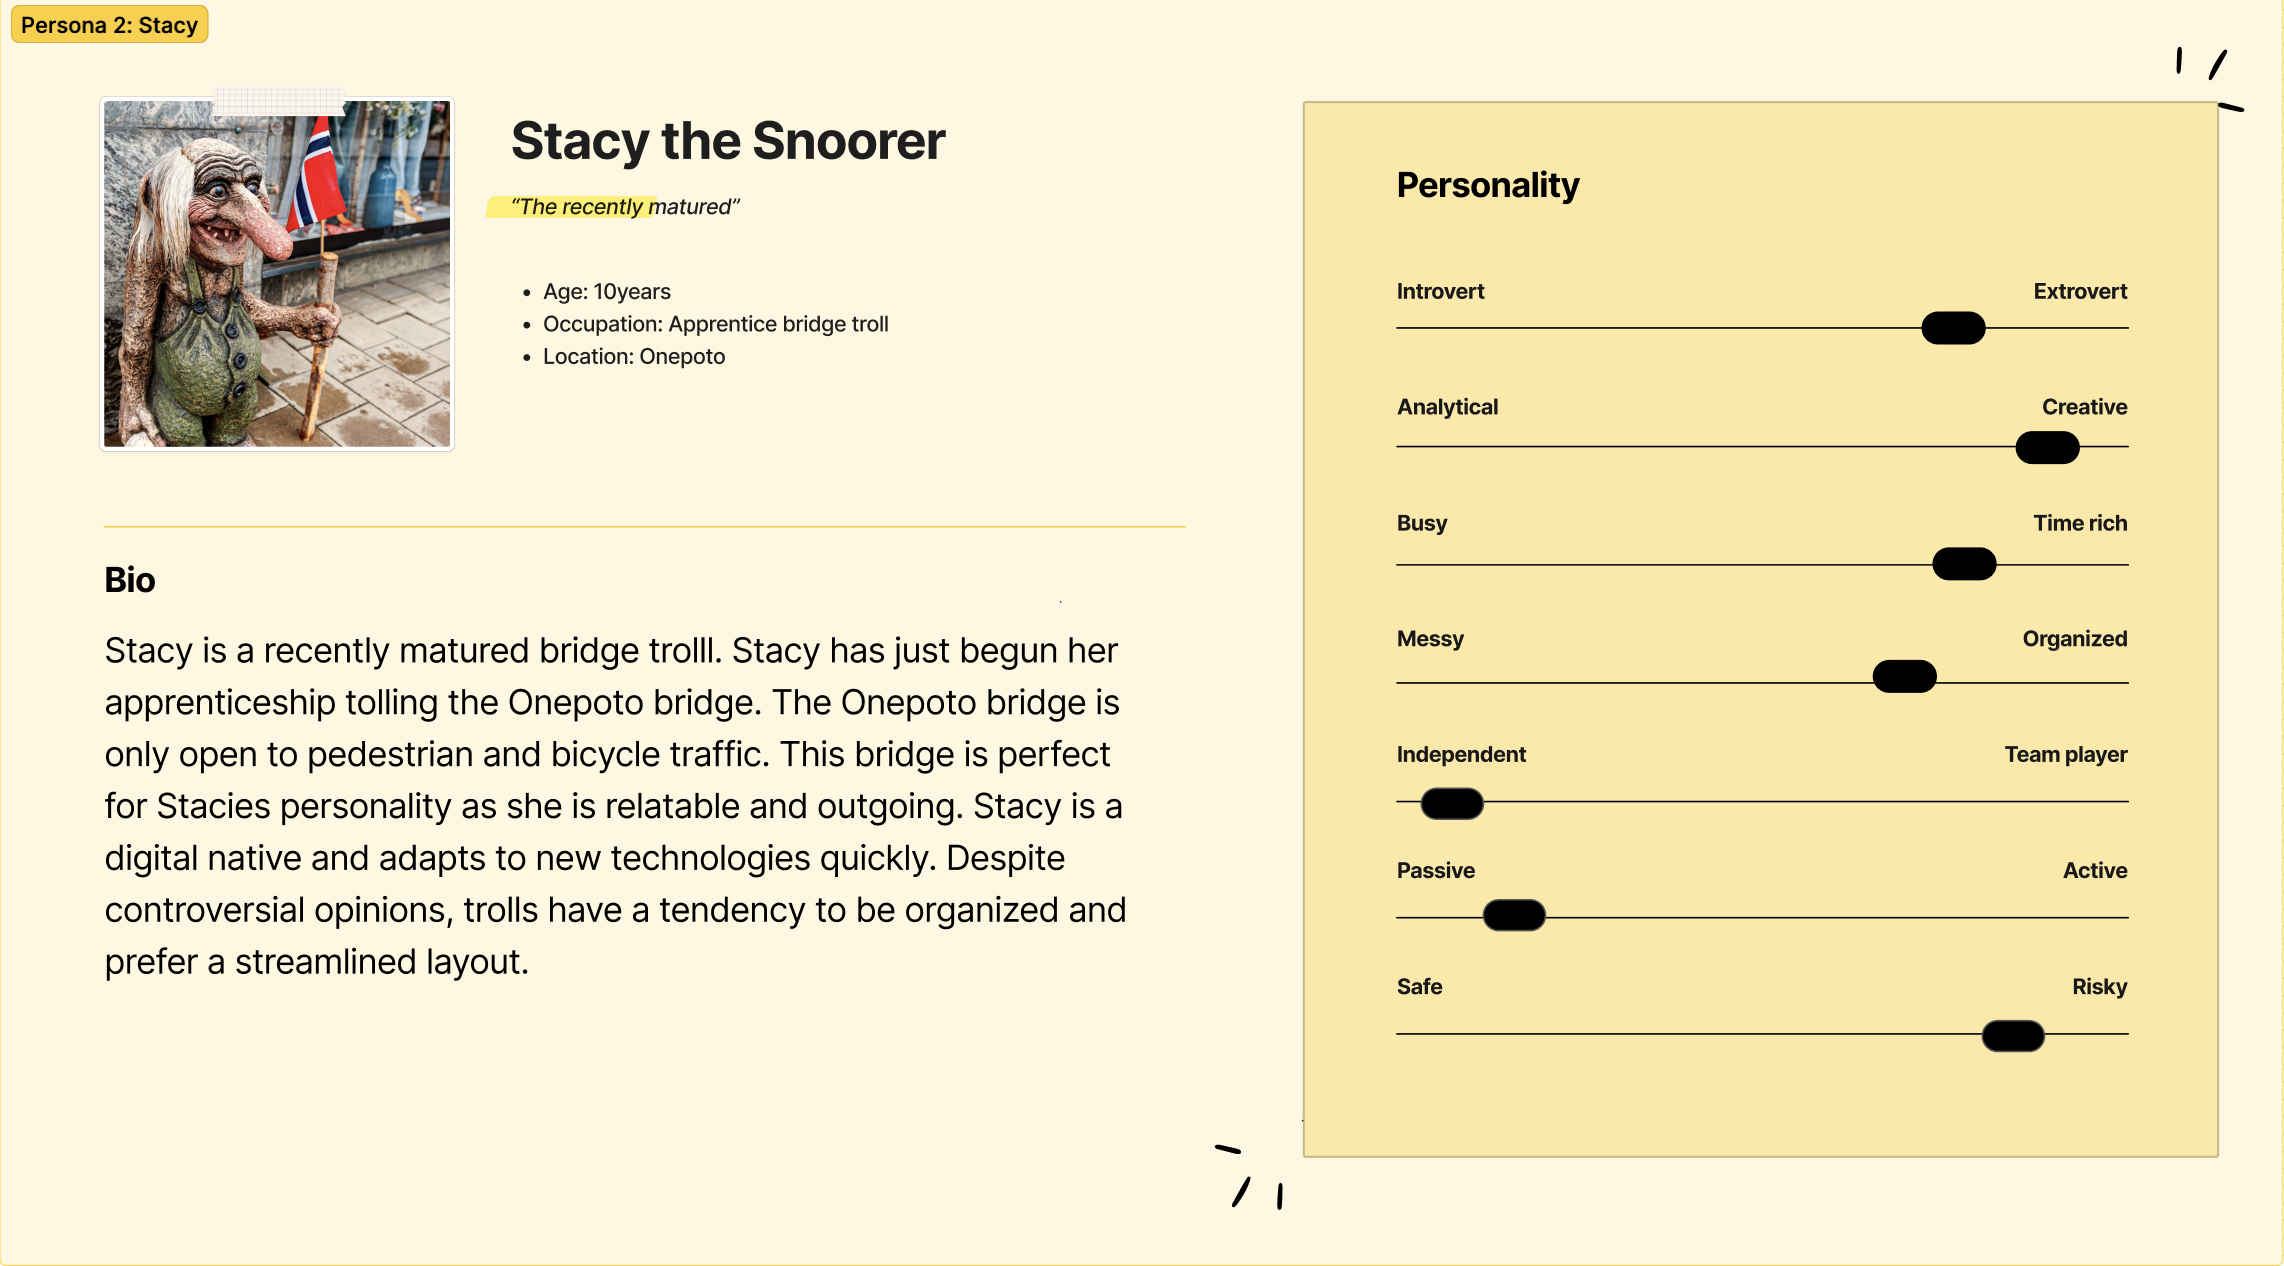 Persona 2: Stacy
Stacy the Snoorer
“The recently matured”
• Age: 10years
• Occupation: Apprentice bridge troll
• Location: Onepoto
Bio
Stacy is a recently matured bridge trolll. Stacy has just begun her
apprenticeship tolling the Onepoto bridge. The Onepoto bridge is
only open to pedestrian and bicycle traffic. This bridge is perfect
for Stacies personality as she is relatable and outgoing. Stacy is a
digital native and adapts to new technologies quickly. Despite
controversial opinions, trolls have a tendency to be organized and
prefer a streamlined layout.
Personality
Introvert Extrovert
Analytical Creative
Busy Time rich
Messy Organized
Independent Team player
Passive Active
Safe Risky